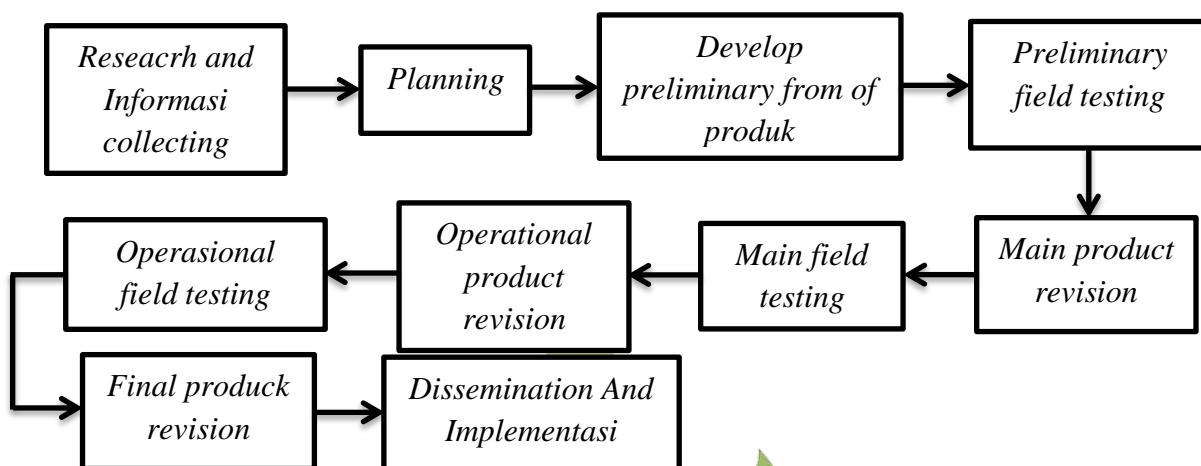 Reseacrh and
Informasi
collecting
Planning
Develop
preliminary from of
produk
Preliminary
field testing
Main product
revision
Main field
testing
Operational
product
revision
Operasional
field testing
Final produck
revision
Dissemination And
Implementasi